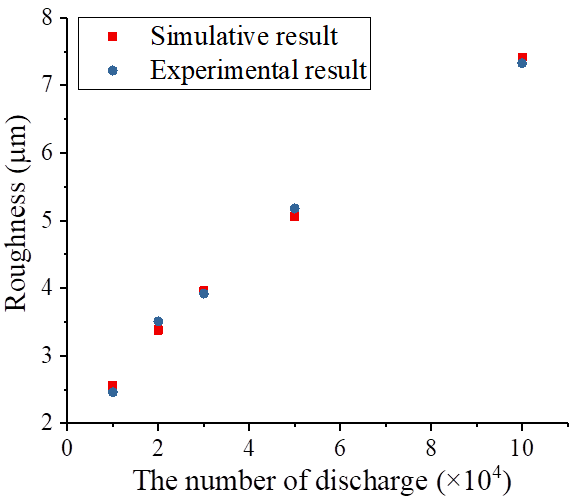 8
7
6
5
4
3
2
Roughness (μm)
Simulative result
Experimental result
0 2 4 6 8 10
The number of discharge (×10⁴)